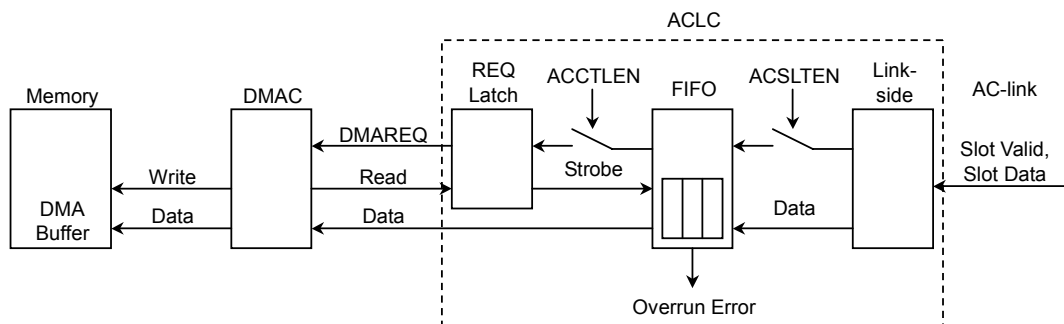 ACLC
REQ
Latch
ACCTLEN
FIFO
ACSLTEN
Link-
side
AC-link
Memory
DMAC
DMAREQ
Strobe
Slot Valid,
Slot Data
Write
Read
DMA
Buffer
Data
Data
Data
Overrun Error